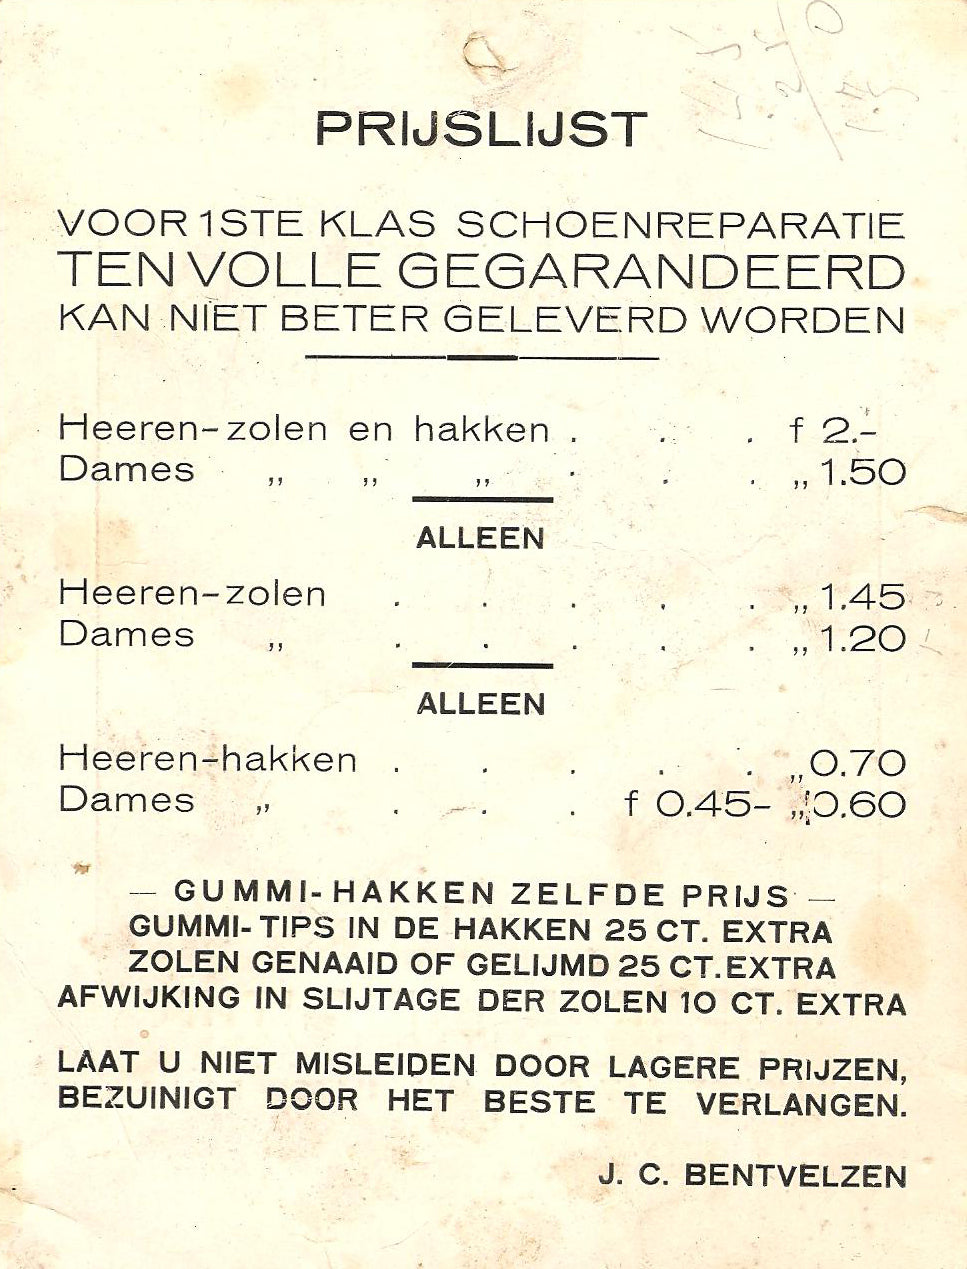 PRIJSLIJST
VOOR 1STE KLAS SCHOENREPARATIE
TEN VOLLE GEGARANDEERD
KAN NIET BETER GELEVERD WORDEN
Heeren-zolen en hakken . . . f 2.-
Dames „ „ „ . . . „ 1.50
ALLEEN
Heeren-zolen . . . . . „ 1.45
Dames „ . . . . . „ 1.20
ALLEEN
Heeren-hakken . . . . . „ 0.70
Dames „ . . . f 0.45- „ 0.60
— GUMMI-HAKKEN ZELFDE PRIJS —
GUMMI-TIPS IN DE HAKKEN 25 CT. EXTRA
ZOLEN GENAAID OF GELIJMD 25 CT. EXTRA
AFWIJKING IN SLIJTAGE DER ZOLEN 10 CT. EXTRA
LAAT U NIET MISLEIDEN DOOR LAGERE PRIJZEN,
BEZUINIGT DOOR HET BESTE TE VERLANGEN.
J. C. BENTVELZEN